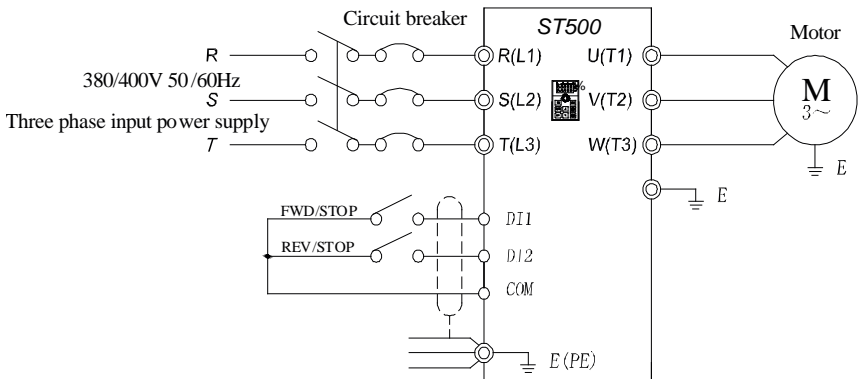 Circuit breaker
ST500
Motor
R
R(L1)
U(T1)
380/400V 50/60Hz
S
S(L2)
%
V(T2)
M
3~
Three phase input power supply
T
T(L3)
W(T3)
E
E
FWD/STOP
DI1
REV/STOP
DI2
COM
E(PE)